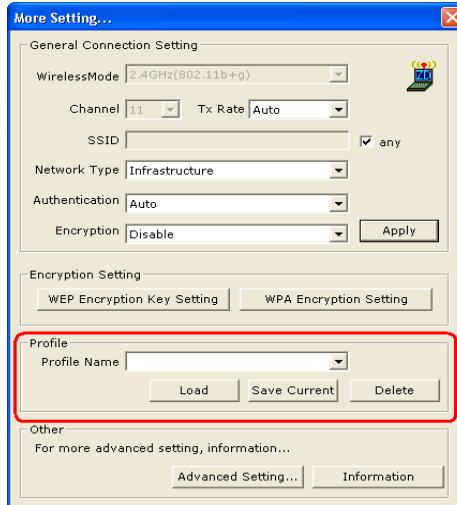 More Setting...
General Connection Setting
WirelessMode 2.4GHz(802.11b+g)
ZD
Channel 11 Tx Rate Auto
SSID any
Network Type Infrastructure
Authentication Auto
Encryption Disable Apply
Encryption Setting
WEP Encryption Key Setting WPA Encryption Setting
Profile
Profile Name
Load Save Current Delete
Other
For more advanced setting, information...
Advanced Setting... Information